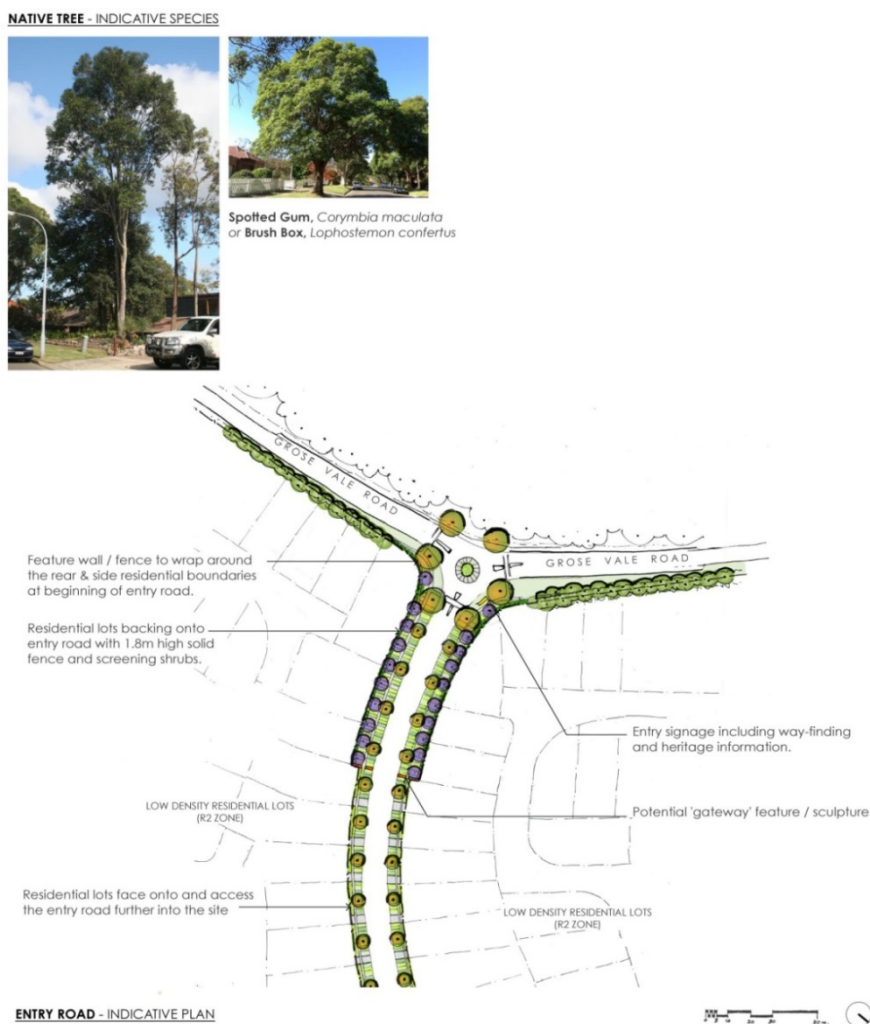 NATIVE TREE - INDICATIVE SPECIES
Spotted Gum, Corymbia maculata
or Brush Box, Lophostemon confertus
GROSE VALE ROAD
GROSE VALE ROAD
Feature wall / fence to wrap around
the rear & side residential boundaries
at beginning of entry road.
Residential lots backing onto
entry road with 1.8m high solid
fence and screening shrubs.
Entry signage including way-finding
and heritage information.
LOW DENSITY RESIDENTIAL LOTS
(R2 ZONE)
Potential 'gateway' feature / sculpture
Residential lots face onto and access
the entry road further into the site
LOW DENSITY RESIDENTIAL LOTS
(R2 ZONE)
ENTRY ROAD - INDICATIVE PLAN